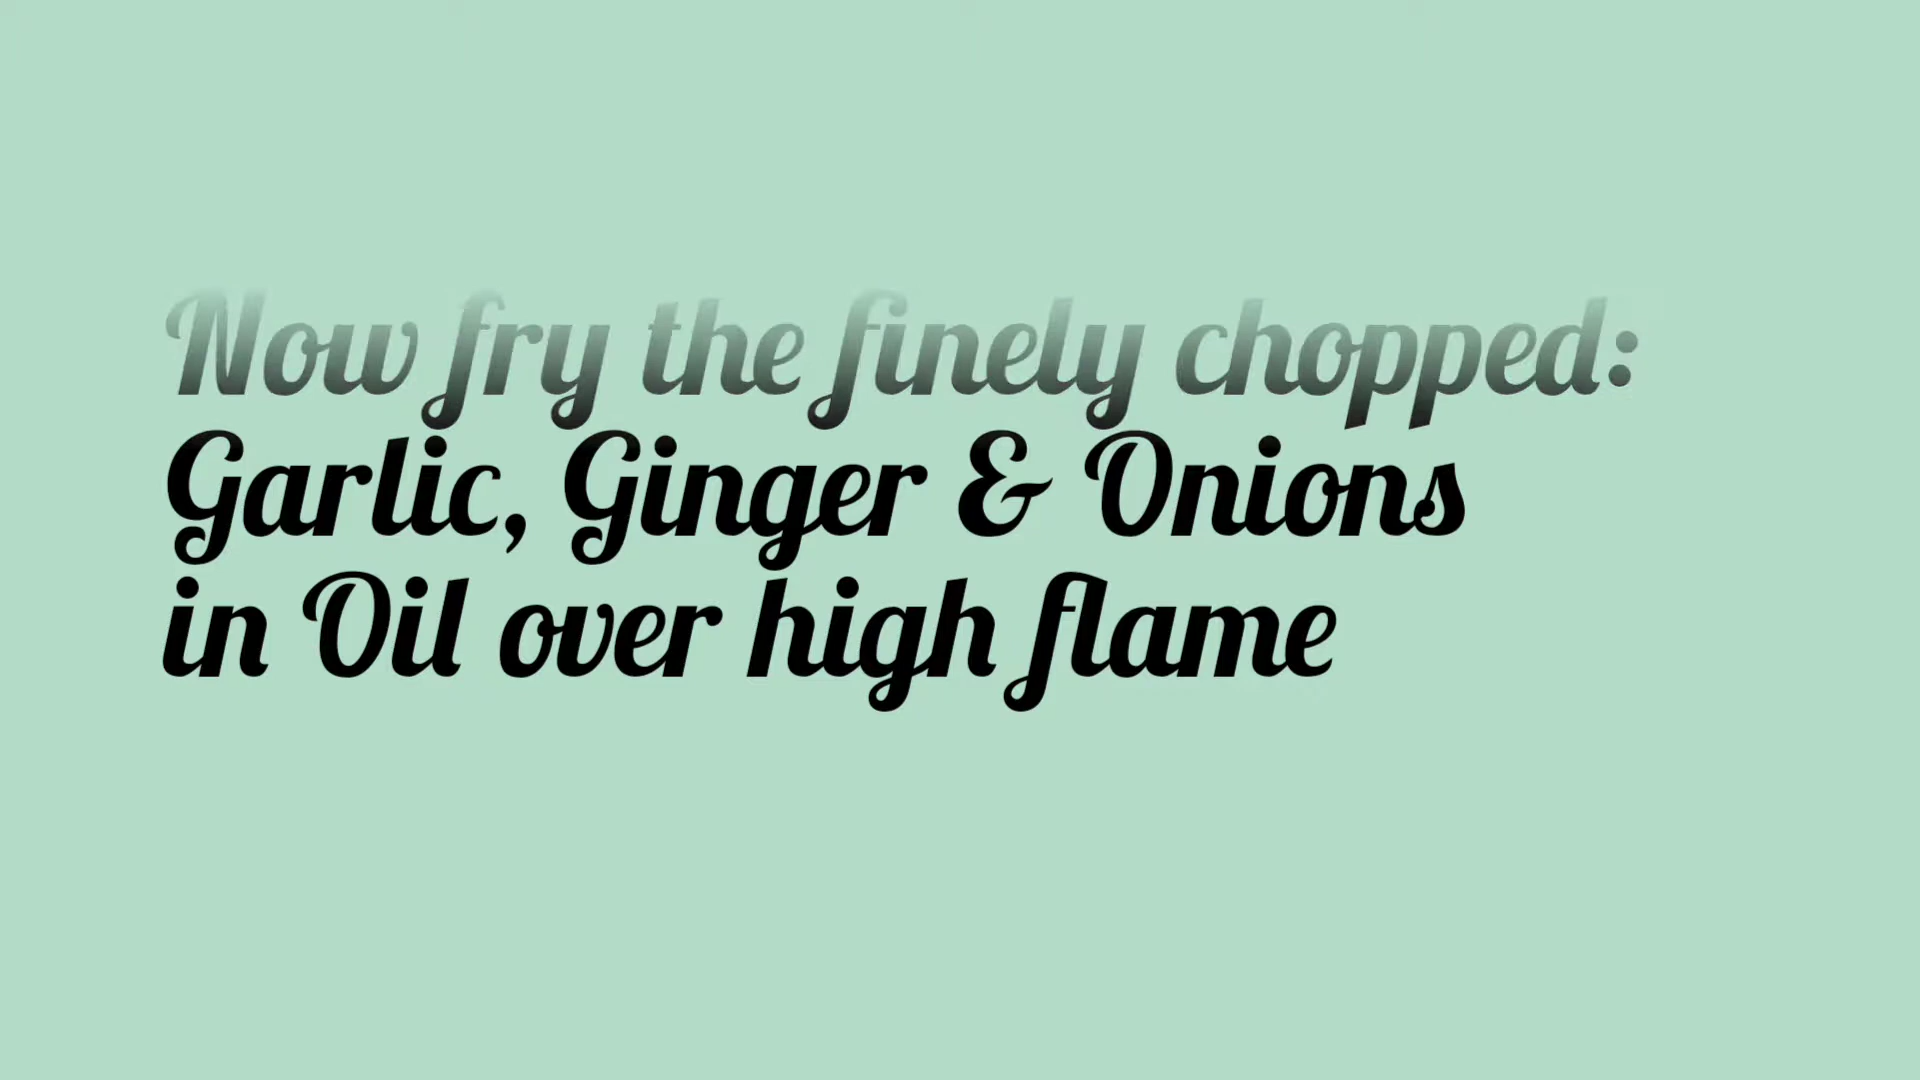 Now fry the finely chopped:
Garlic, Ginger & Onions
in Oil over high flame